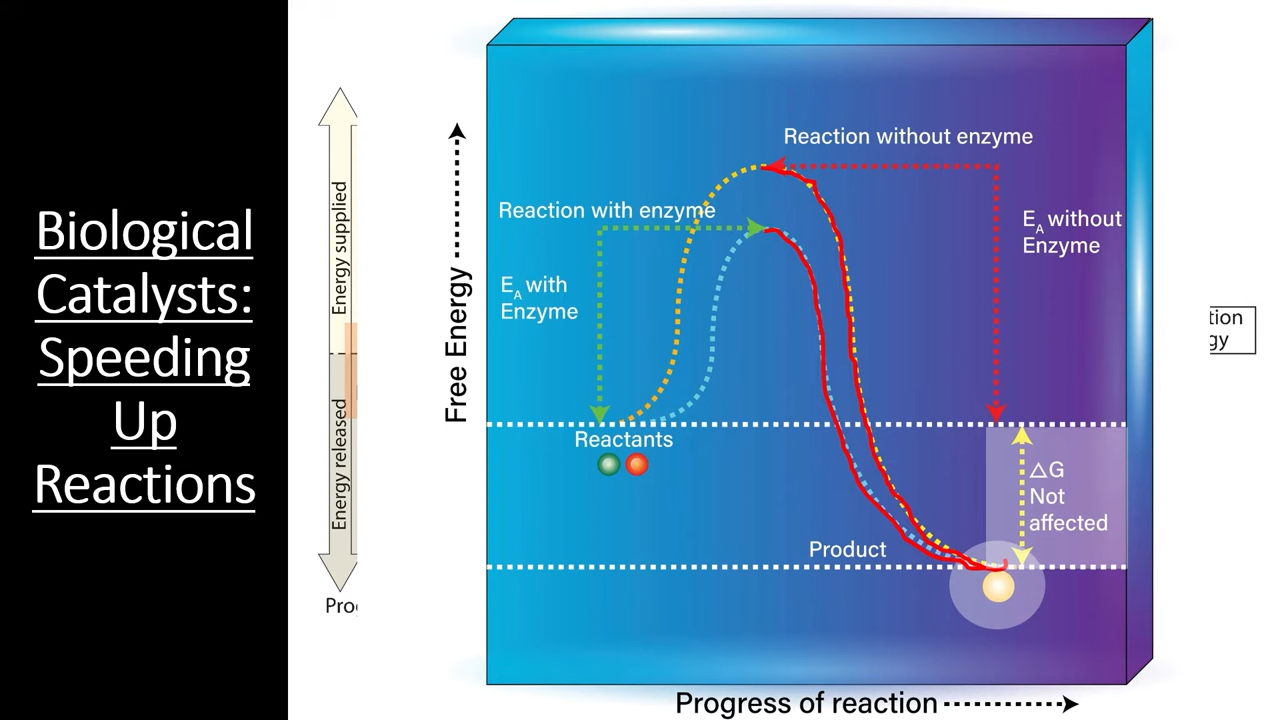 Biological
Catalysts:
Speeding
Up
Reactions
Energy supplied
Energy released
Free Energy
Reaction without enzyme
Reaction with enzyme
EA without
Enzyme
EA with
Enzyme
Reactants
△G
Not
affected
Product
Progress of reaction